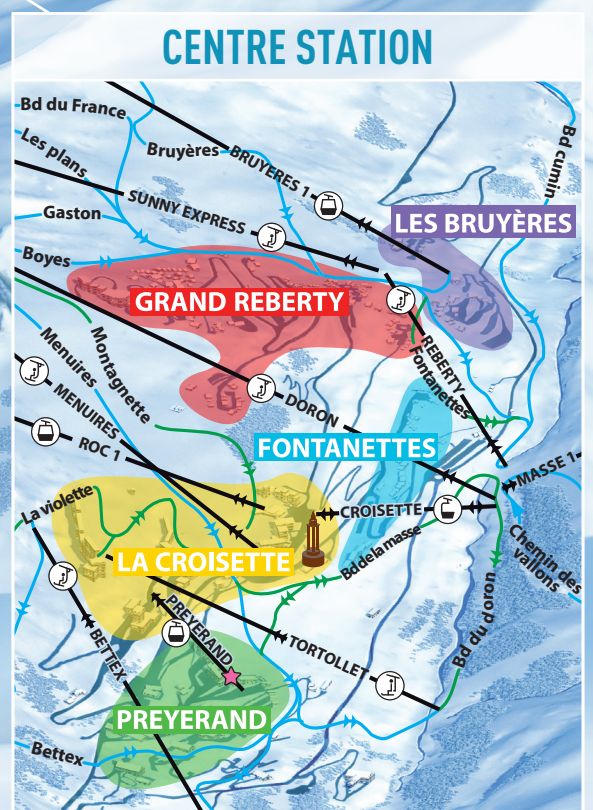 CENTRE STATION
Bd du France
Les plans
Bruyères
BRUYERES 1
Bd cumin
SUNNY EXPRESS
Gaston
LES BRUYÈRES
Boyes
GRAND REBERTY
Montagnette
Menuires
REBERTY
Fontanettes
MENUIRES
DORON
ROC 1
FONTANETTES
MASSE 1
La violette
CROISETTE
LA CROISETTE
Bd de la masse
Chemin des
vallons
PREYERAND
Bd du doron
BETTEX
TORTOLLET
PREYERAND
Bettex